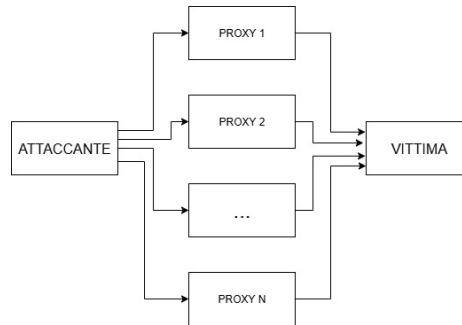 PROXY 1
ATTACCANTE
PROXY 2
VITTIMA
...
PROXY N